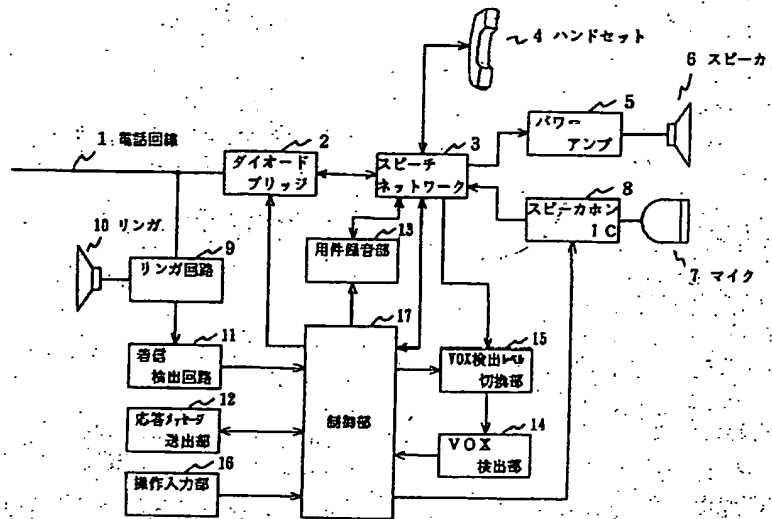 4 ハンドセット
6 スピーカ
1 電話回線
2
ダイオード
ブリッジ
3
スピーチ
ネットワーク
5
パワー
アンプ
8
スピーカホン
IC
7 マイク
10 リンガ
9
リンガ回路
13
用件録音部
11
着信
検出回路
17
制御部
15
VOX検出レベル
切換部
12
応答メッセージ
送出部
14
VOX
検出部
16
操作入力部